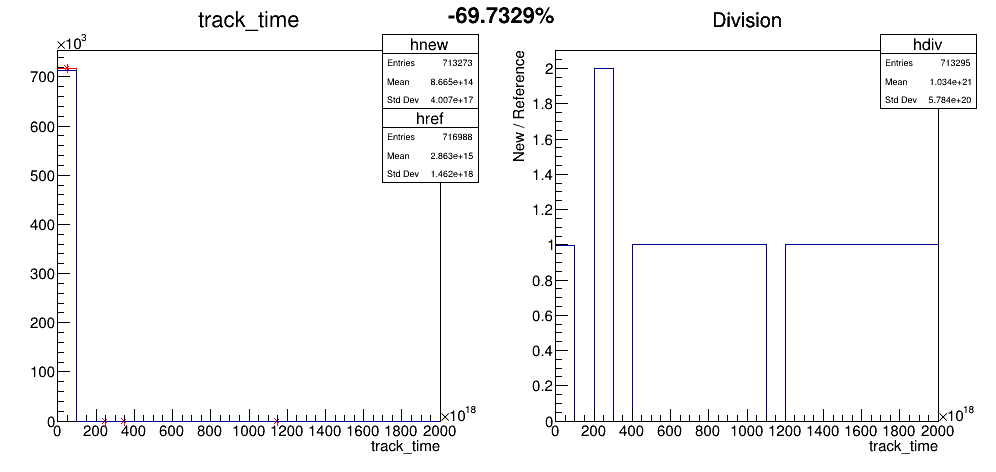 -69.7329%
track_time
×10³
hnew
Entries 713273
Mean 8.665e+14
Std Dev 4.007e+17
href
Entries 716988
Mean 2.863e+15
Std Dev 1.462e+18
700
600
500
400
300
200
100
0
0 200 400 600 800 1000 1200 1400 1600 1800 2000
×10¹⁸
track_time
Division
hdiv
Entries 713295
Mean 1.034e+21
Std Dev 5.784e+20
New / Reference
2
1.8
1.6
1.4
1.2
1
0.8
0.6
0.4
0.2
0
0 200 400 600 800 1000 1200 1400 1600 1800 2000
×10¹⁸
track_time